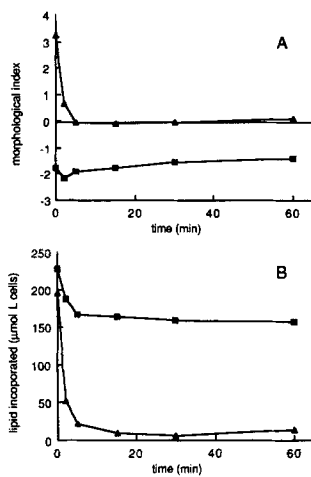 A
morphological index
4
3
2
1
0
-1
-2
-3
0 20 40 60
time (min)
B
lipid incoporated (μmol L cells)
250
200
150
100
50
0
0 20 40 60
time (min)